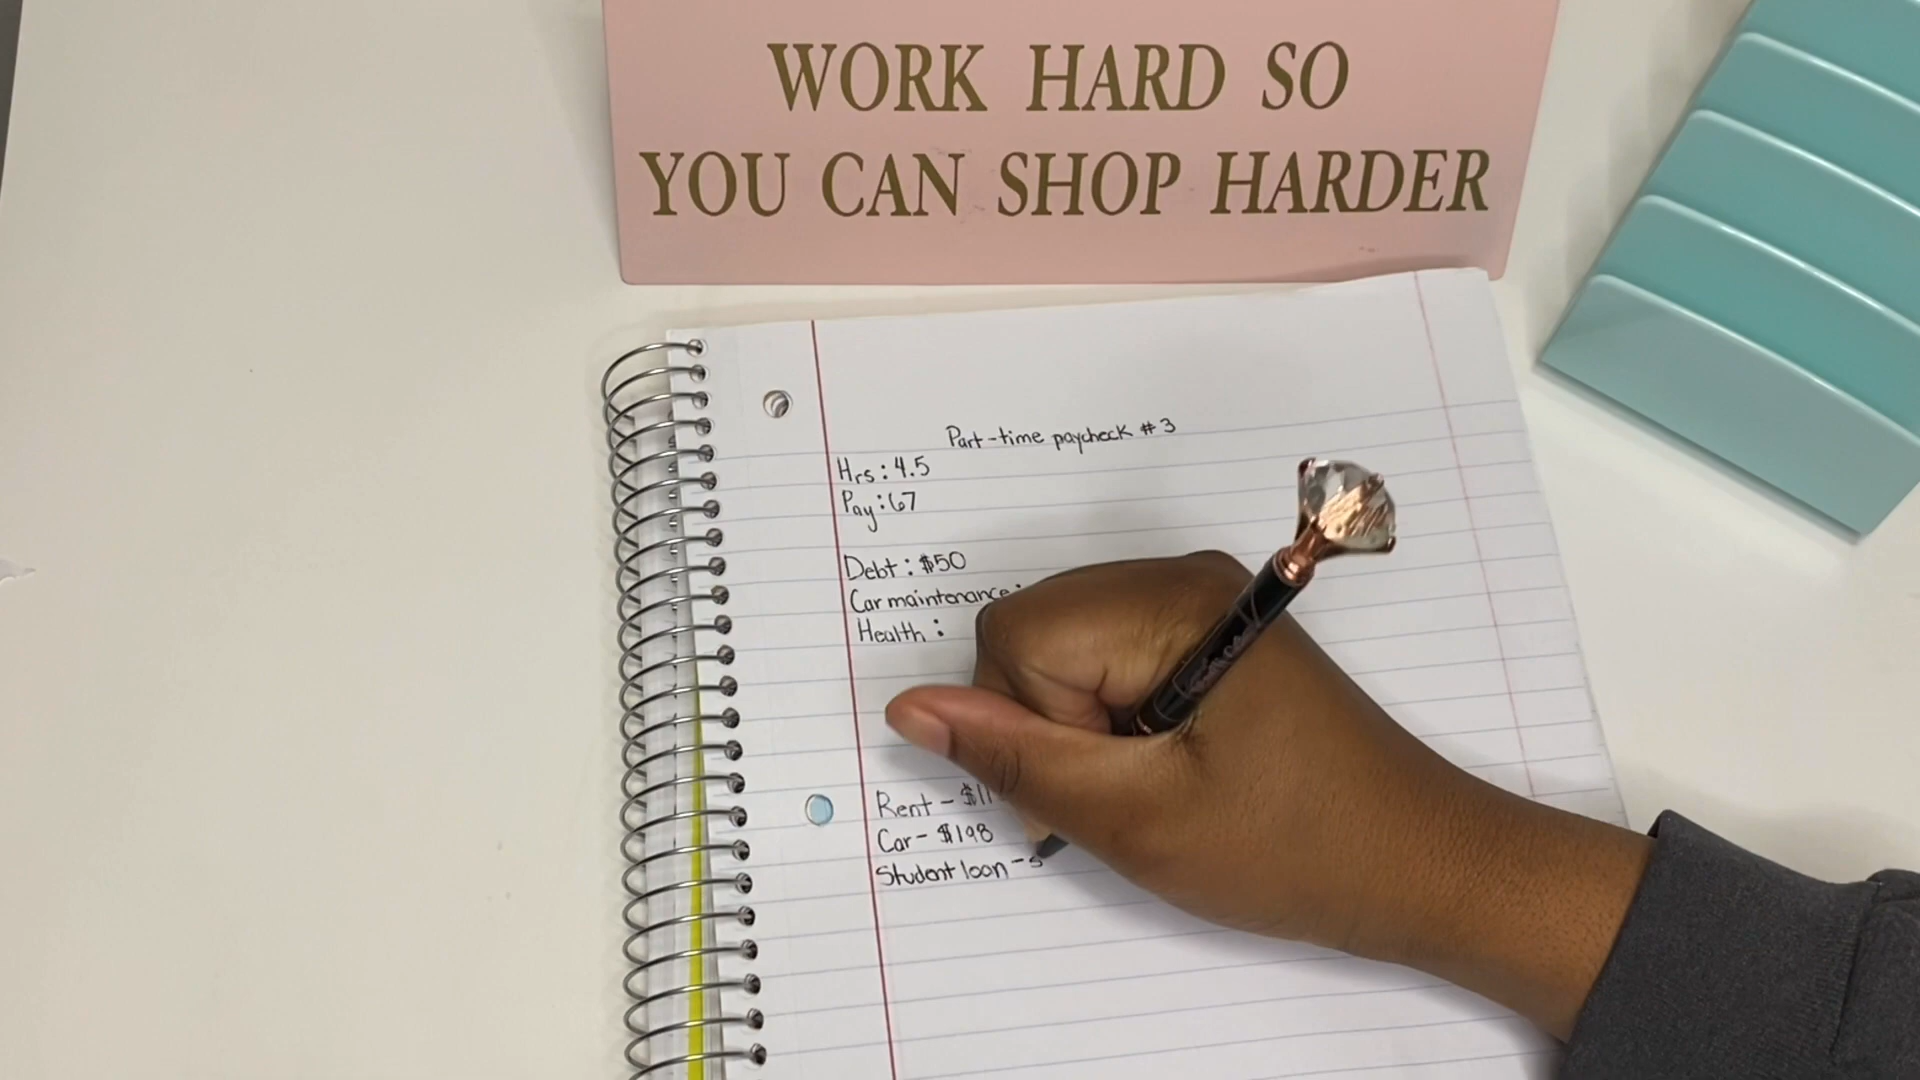 WORK HARD SO
YOU CAN SHOP HARDER
Part-time paycheck #3
Hrs: 4.5
Pay: 67
Debt: $50
Car maintenance:
Health:
Rent - $11
Car - $198
Student loan -